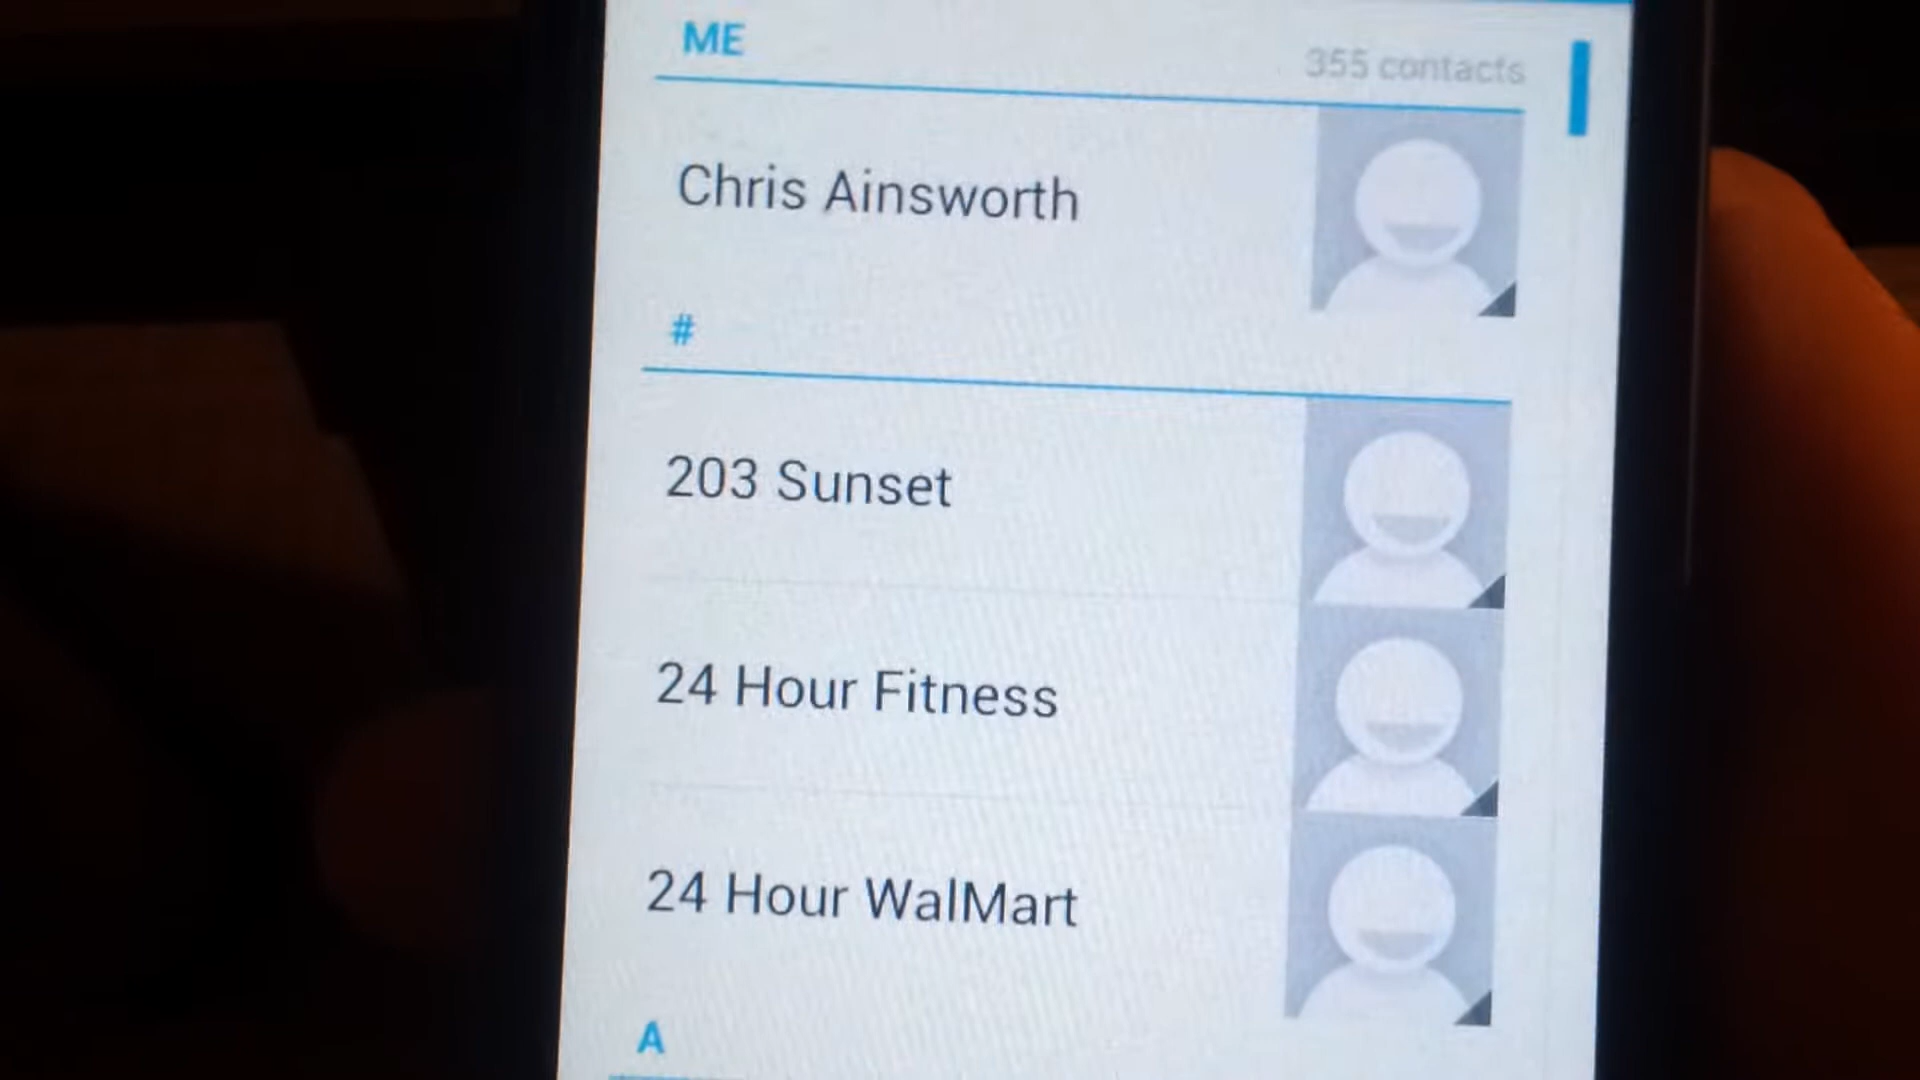 ME
355 contacts
Chris Ainsworth
#
203 Sunset
24 Hour Fitness
24 Hour WalMart
A